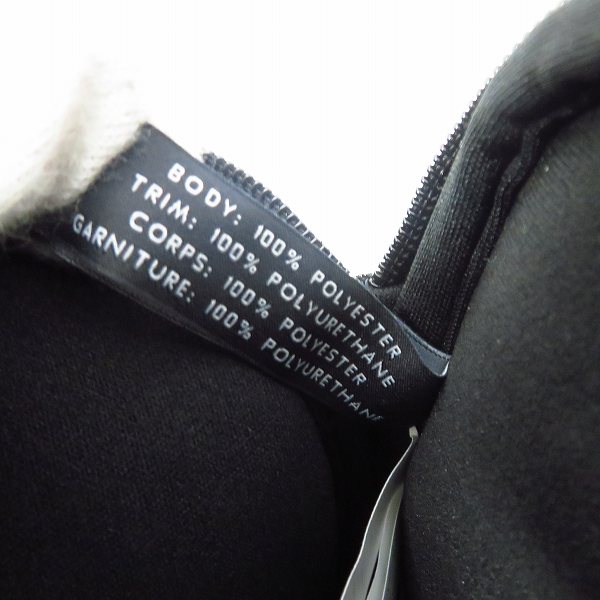 BODY: 100% POLYESTER
TRIM: 100% POLYURETHANE
CORPS: 100% POLYESTER
GARNITURE: 100% POLYURETHANE